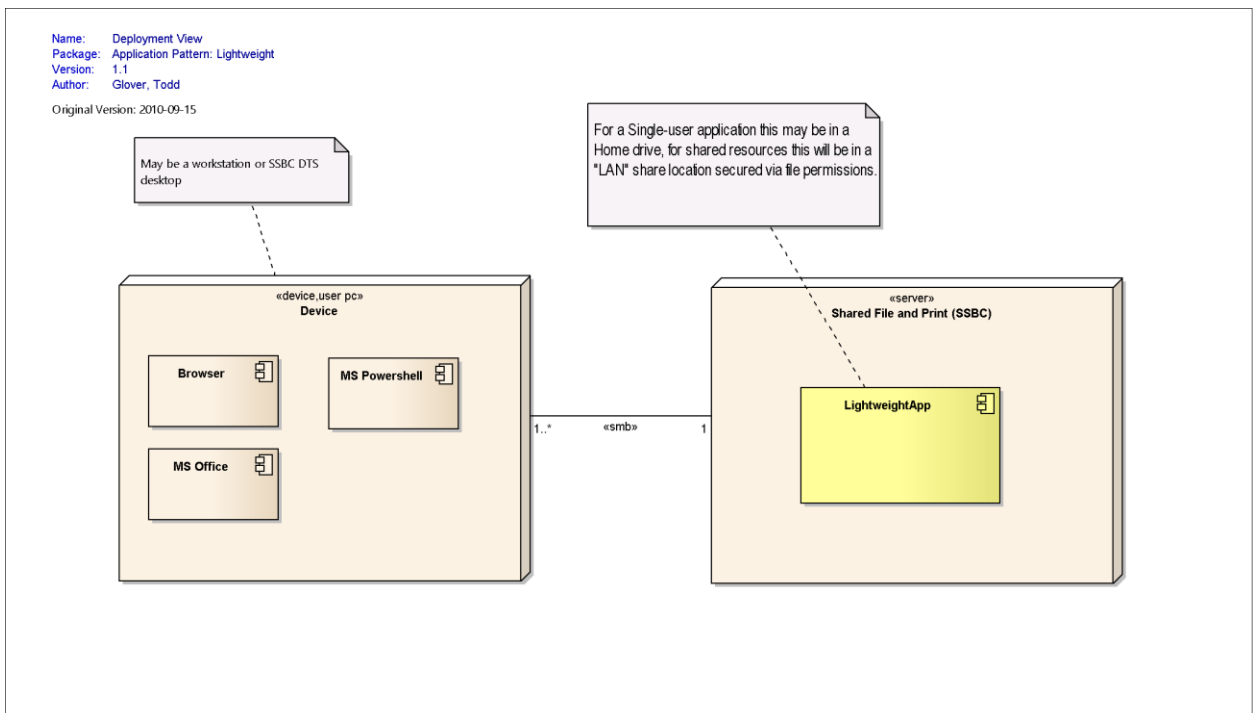 Name: Deployment View
Package: Application Pattern: Lightweight
Version: 1.1
Author: Glover, Todd
Original Version: 2010-09-15
May be a workstation or SSBC DTS
desktop
For a Single-user application this may be in a
Home drive, for shared resources this will be in a
"LAN" share location secured via file permissions.
«device,user pc»
Device
Browser
MS Powershell
MS Office
1..*
«smb»
1
«server»
Shared File and Print (SSBC)
LightweightApp